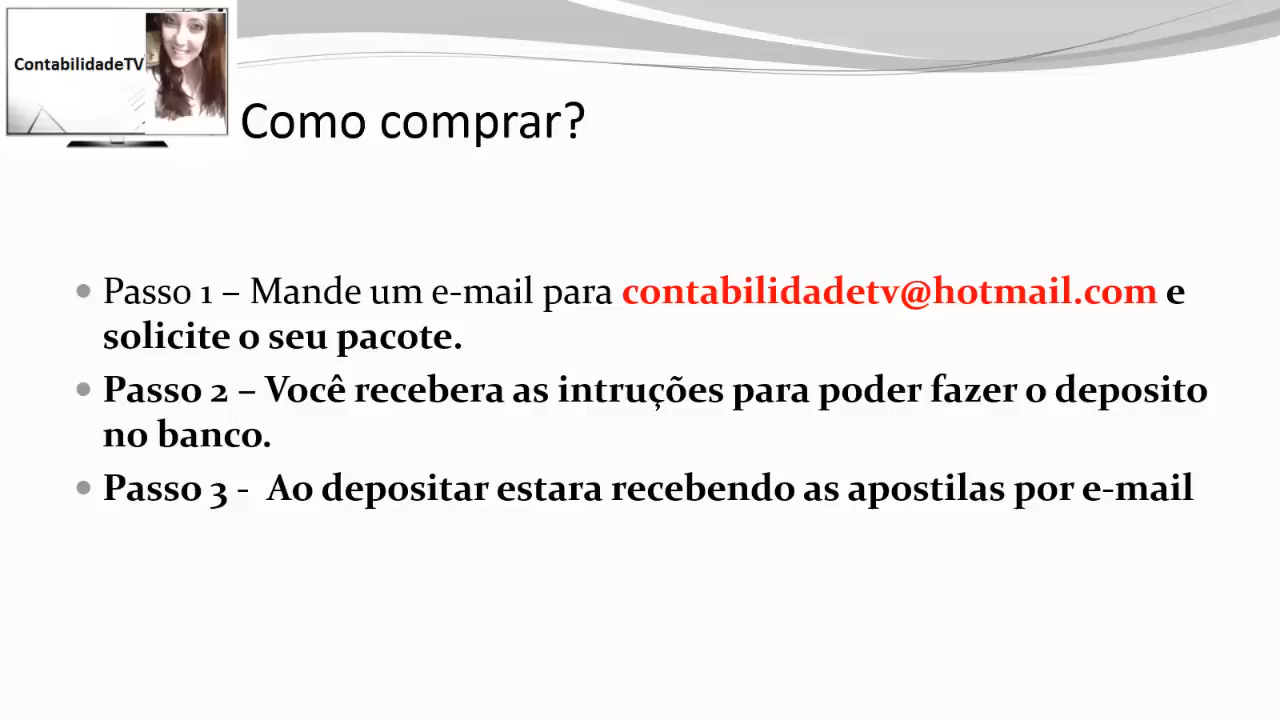 ContabilidadeTV
Como comprar?
• Passo 1 – Mande um e-mail para contabilidadetv@hotmail.com e
solicite o seu pacote.
• Passo 2 – Você recebera as intruções para poder fazer o deposito
no banco.
• Passo 3 - Ao depositar estara recebendo as apostilas por e-mail